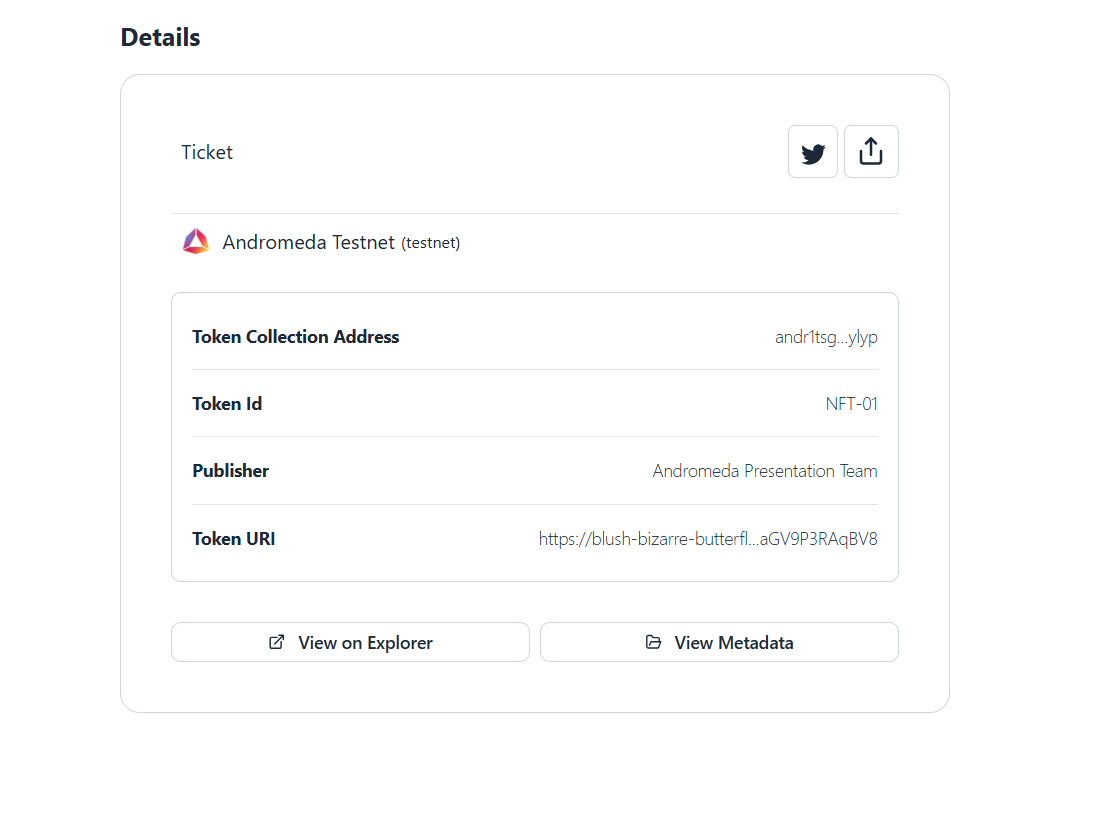 Details
Ticket
Andromeda Testnet (testnet)
Token Collection Address andr1tsg...ylyp
Token Id NFT-01
Publisher Andromeda Presentation Team
Token URI https://blush-bizarre-butterfl...aGV9P3RAqBV8
View on Explorer View Metadata